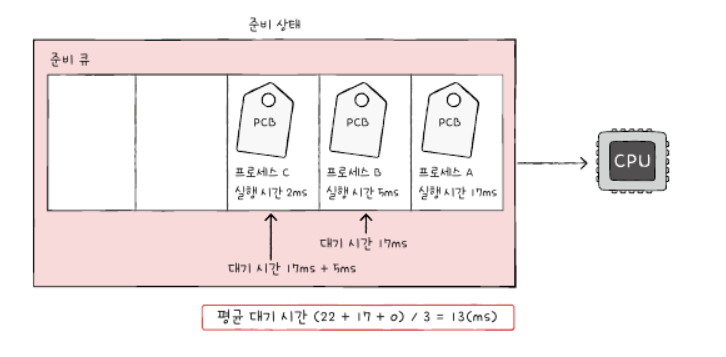 준비 상태
준비 큐
PCB
PCB
PCB
프로세스 C
실행 시간 2ms
프로세스 B
실행 시간 5ms
프로세스 A
실행 시간 17ms
CPU
대기 시간 17ms
대기 시간 17ms + 5ms
평균 대기 시간 (22 + 17 + 0) / 3 = 13(ms)